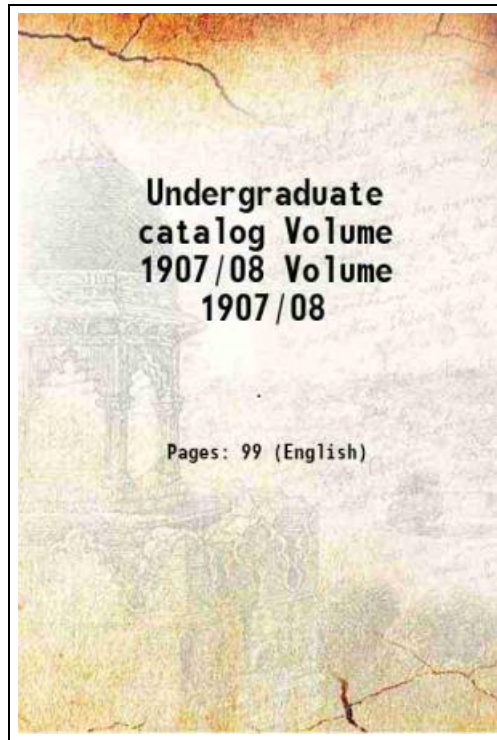 Undergraduate
catalog Volume
1907/08 Volume
1907/08
.
Pages: 99 (English)